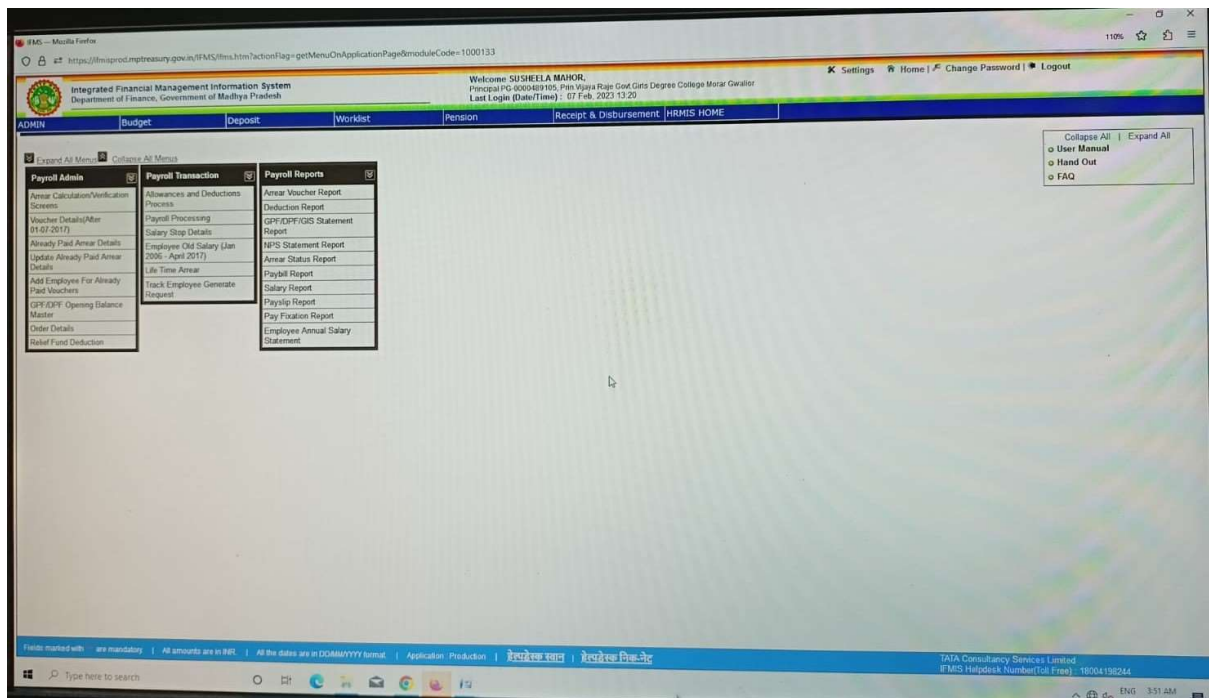 IFMS — Mozilla Firefox
https://ifmisprod.mptreasury.gov.in/IFMS/ifms.htm?actionFlag=getMenuOnApplicationPage&moduleCode=1000133
110%
Integrated Financial Management Information System
Department of Finance, Government of Madhya Pradesh
Welcome SUSHEELA MAHOR,
Principal PG-0000489105, Prin.Vijaya Raje Govt Girls Degree College Morar Gwalior
Last Login (Date/Time) : 07 Feb, 2023 13:20
Settings Home | Change Password | Logout
ADMIN Budget Deposit Worklist Pension Receipt & Disbursement HRMIS HOME
Collapse All | Expand All
User Manual
Hand Out
FAQ
Expand All Menus Collapse All Menus
Payroll Admin
Arrear Calculation/Verification
Screens
Voucher Details(After
01-07-2017)
Already Paid Arrear Details
Update Already Paid Arrear
Details
Add Employee For Already
Paid Vouchers
GPF/DPF Opening Balance
Master
Order Details
Relief Fund Deduction
Payroll Transaction
Allowances and Deductions
Process
Payroll Processing
Salary Stop Details
Employee Old Salary (Jan
2006 - April 2017)
Life Time Arrear
Track Employee Generate
Request
Payroll Reports
Arrear Voucher Report
Deduction Report
GPF/DPF/GIS Statement
Report
NPS Statement Report
Arrear Status Report
Paybill Report
Salary Report
Payslip Report
Pay Fixation Report
Employee Annual Salary
Statement
Fields marked with are mandatory | All amounts are in INR. | All the dates are in DD/MM/YYYY format. | Application Production | हेल्पडेस्क स्वान | हेल्पडेस्क निक-नेट
TATA Consultancy Services Limited
IFMIS Helpdesk Number(Toll Free) : 18004198244
Type here to search
ENG 3:51 AM